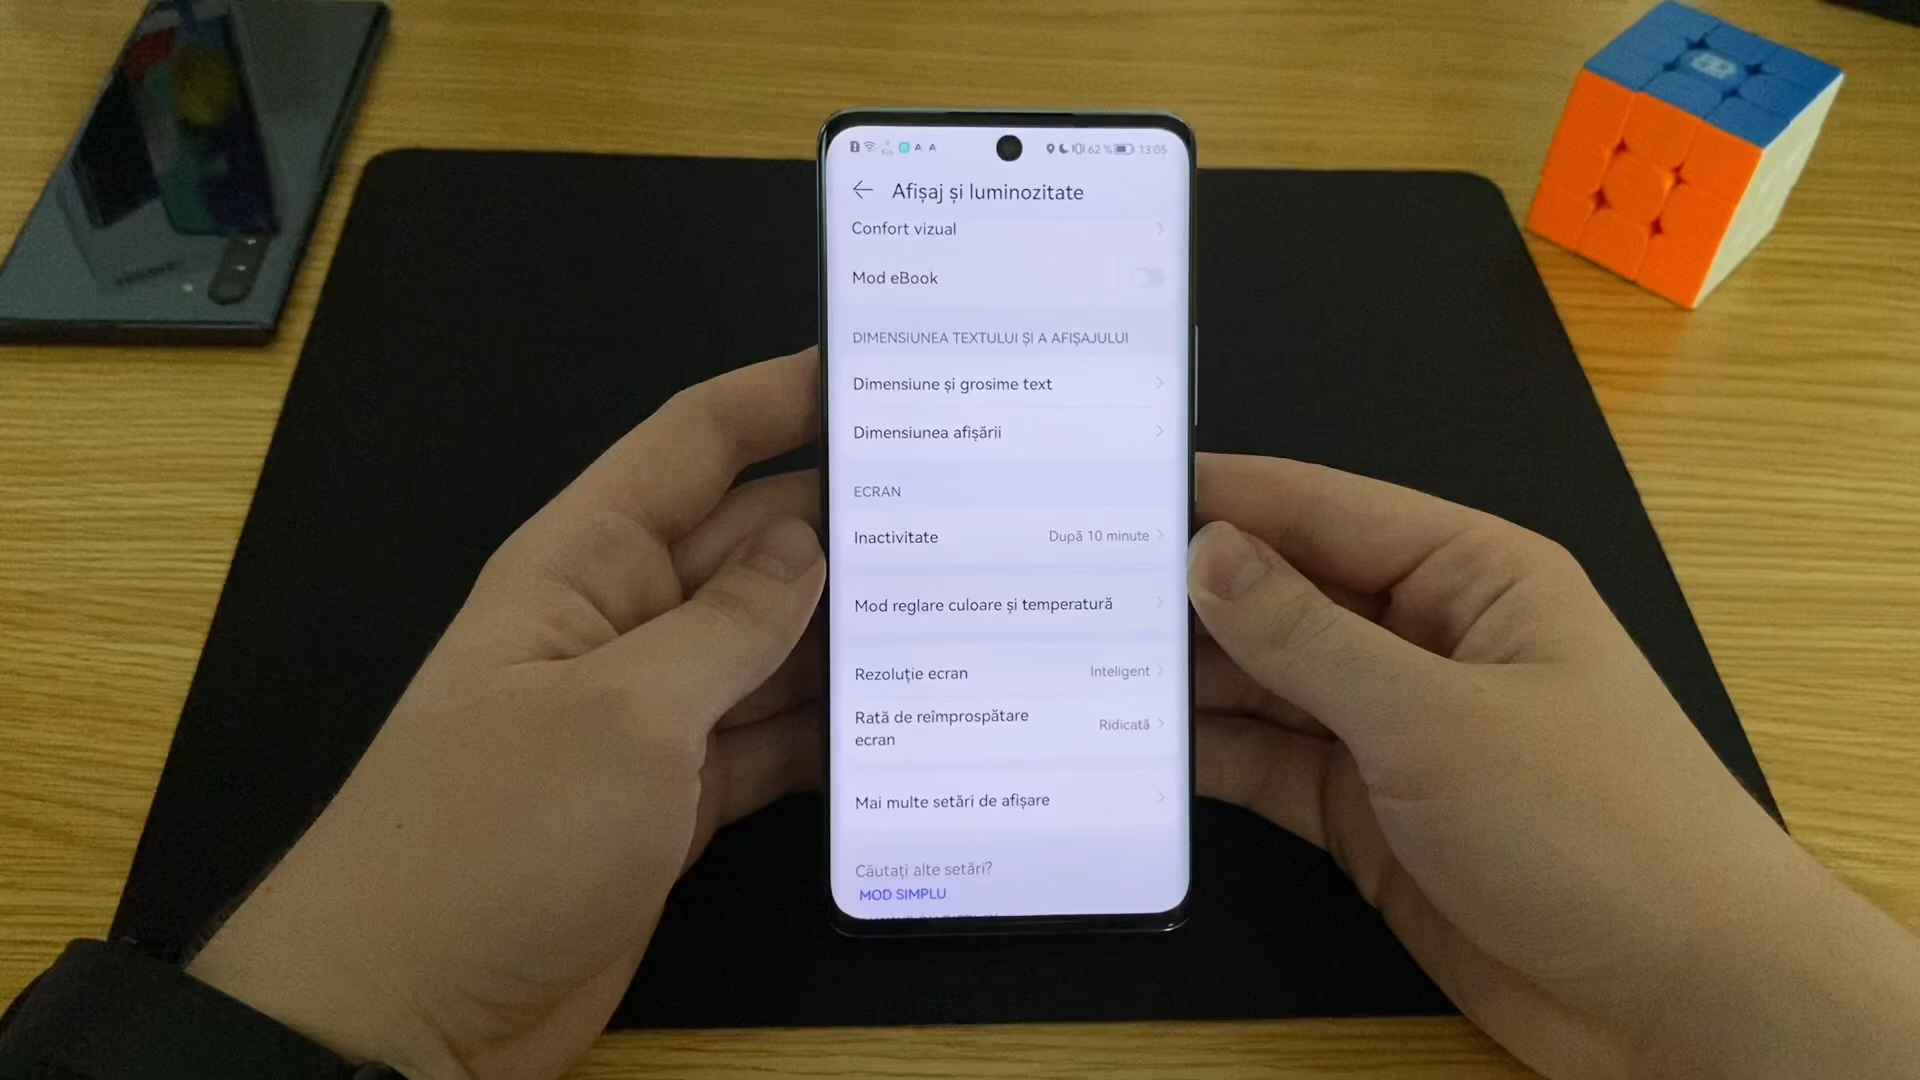 62 % 13:05
Afișaj și luminozitate
Confort vizual
Mod eBook
DIMENSIUNEA TEXTULUI ȘI A AFIȘAJULUI
Dimensiune și grosime text
Dimensiunea afișării
ECRAN
Inactivitate După 10 minute
Mod reglare culoare și temperatură
Rezoluție ecran Inteligent
Rată de reîmprospătare
ecran Ridicată
Mai multe setări de afișare
Căutați alte setări?
MOD SIMPLU